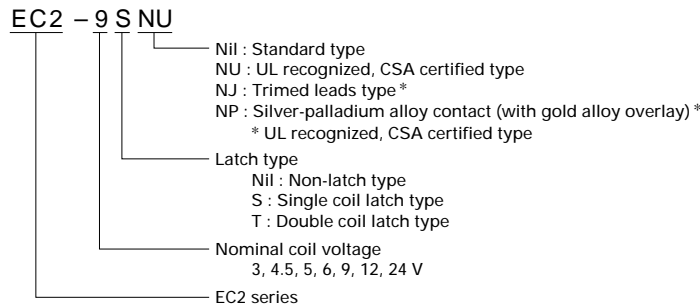 EC2 – 9 S NU
Nil : Standard type
NU : UL recognized, CSA certified type
NJ : Trimed leads type *
NP : Silver-palladium alloy contact (with gold alloy overlay) *
* UL recognized, CSA certified type
Latch type
Nil : Non-latch type
S : Single coil latch type
T : Double coil latch type
Nominal coil voltage
3, 4.5, 5, 6, 9, 12, 24 V
EC2 series